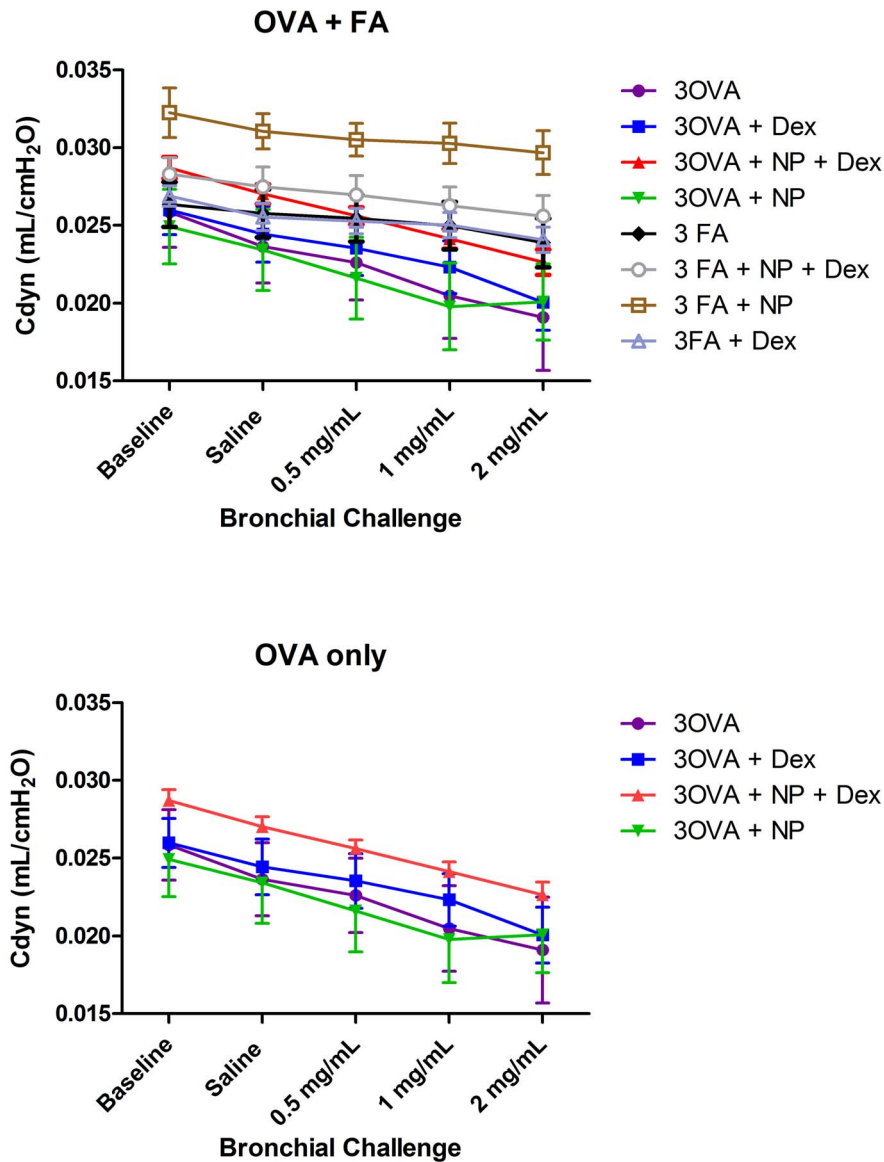 OVA + FA
Cdyn (mL/cmH₂O)
0.035
0.030
0.025
0.020
0.015
Baseline
Saline
0.5 mg/mL
1 mg/mL
2 mg/mL
Bronchial Challenge
3OVA
3OVA + Dex
3OVA + NP + Dex
3OVA + NP
3 FA
3 FA + NP + Dex
3 FA + NP
3FA + Dex
OVA only
Cdyn (mL/cmH₂O)
0.035
0.030
0.025
0.020
0.015
Baseline
Saline
0.5 mg/mL
1 mg/mL
2 mg/mL
Bronchial Challenge
3OVA
3OVA + Dex
3OVA + NP + Dex
3OVA + NP